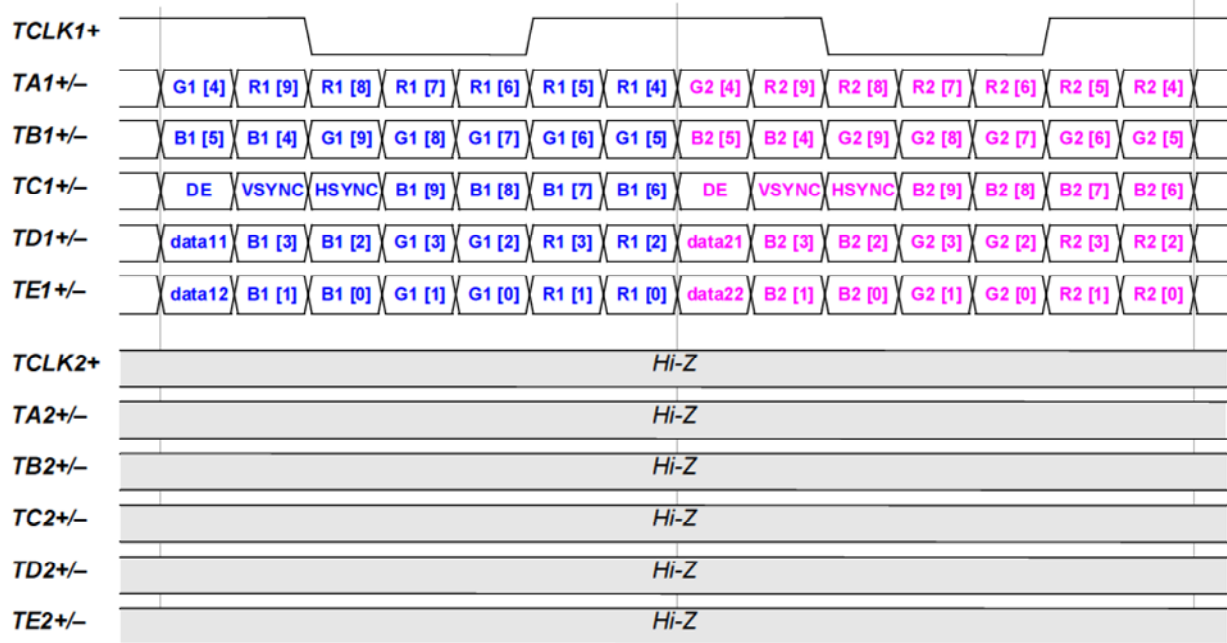 TCLK1+
TA1+/– G1 [4] R1 [9] R1 [8] R1 [7] R1 [6] R1 [5] R1 [4] G2 [4] R2 [9] R2 [8] R2 [7] R2 [6] R2 [5] R2 [4]
TB1+/– B1 [5] B1 [4] G1 [9] G1 [8] G1 [7] G1 [6] G1 [5] B2 [5] B2 [4] G2 [9] G2 [8] G2 [7] G2 [6] G2 [5]
TC1+/– DE VSYNC HSYNC B1 [9] B1 [8] B1 [7] B1 [6] DE VSYNC HSYNC B2 [9] B2 [8] B2 [7] B2 [6]
TD1+/– data11 B1 [3] B1 [2] G1 [3] G1 [2] R1 [3] R1 [2] data21 B2 [3] B2 [2] G2 [3] G2 [2] R2 [3] R2 [2]
TE1+/– data12 B1 [1] B1 [0] G1 [1] G1 [0] R1 [1] R1 [0] data22 B2 [1] B2 [0] G2 [1] G2 [0] R2 [1] R2 [0]
TCLK2+ Hi-Z
TA2+/– Hi-Z
TB2+/– Hi-Z
TC2+/– Hi-Z
TD2+/– Hi-Z
TE2+/– Hi-Z